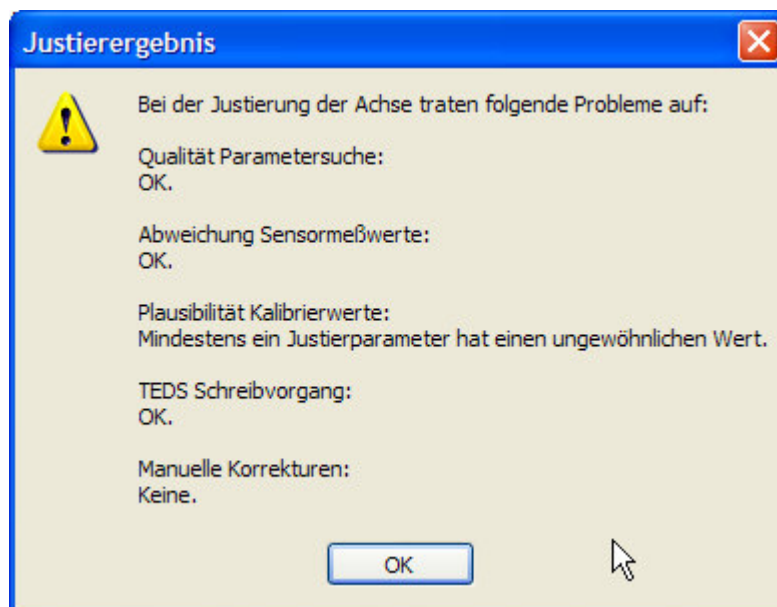 Justierergebnis
Bei der Justierung der Achse traten folgende Probleme auf:
Qualität Parametersuche:
OK.
Abweichung Sensormeßwerte:
OK.
Plausibilität Kalibrierwerte:
Mindestens ein Justierparameter hat einen ungewöhnlichen Wert.
TEDS Schreibvorgang:
OK.
Manuelle Korrekturen:
Keine.
OK